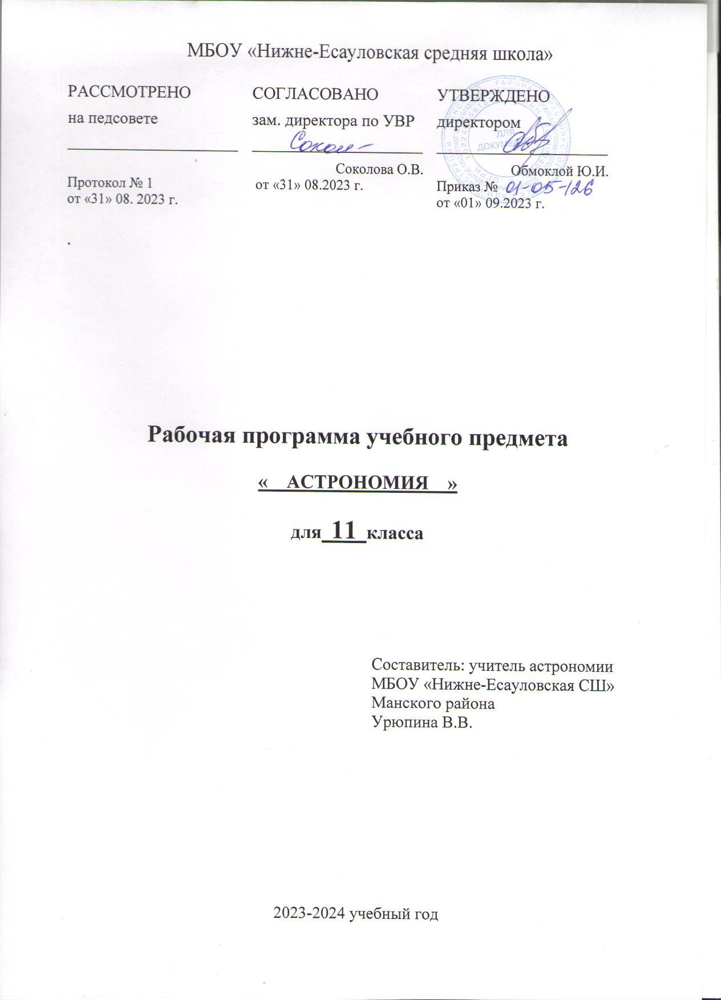 МБОУ «Нижне-Есауловская средняя школа»
РАССМОТРЕНО
на педсовете
Протокол № 1
от «31» 08. 2023 г.
СОГЛАСОВАНО
зам. директора по УВР
Сокол
Соколова О.В.
от «31» 08.2023 г.
УТВЕРЖДЕНО
директором
ДЛЯ
ДОКУМЕНТОВ
Обмоклой Ю.И.
Приказ № 01-05-126
от «01» 09.2023 г.
.
Рабочая программа учебного предмета
« АСТРОНОМИЯ »
для 11 класса
Составитель: учитель астрономии
МБОУ «Нижне-Есауловская СШ»
Манского района
Урюпина В.В.
2023-2024 учебный год